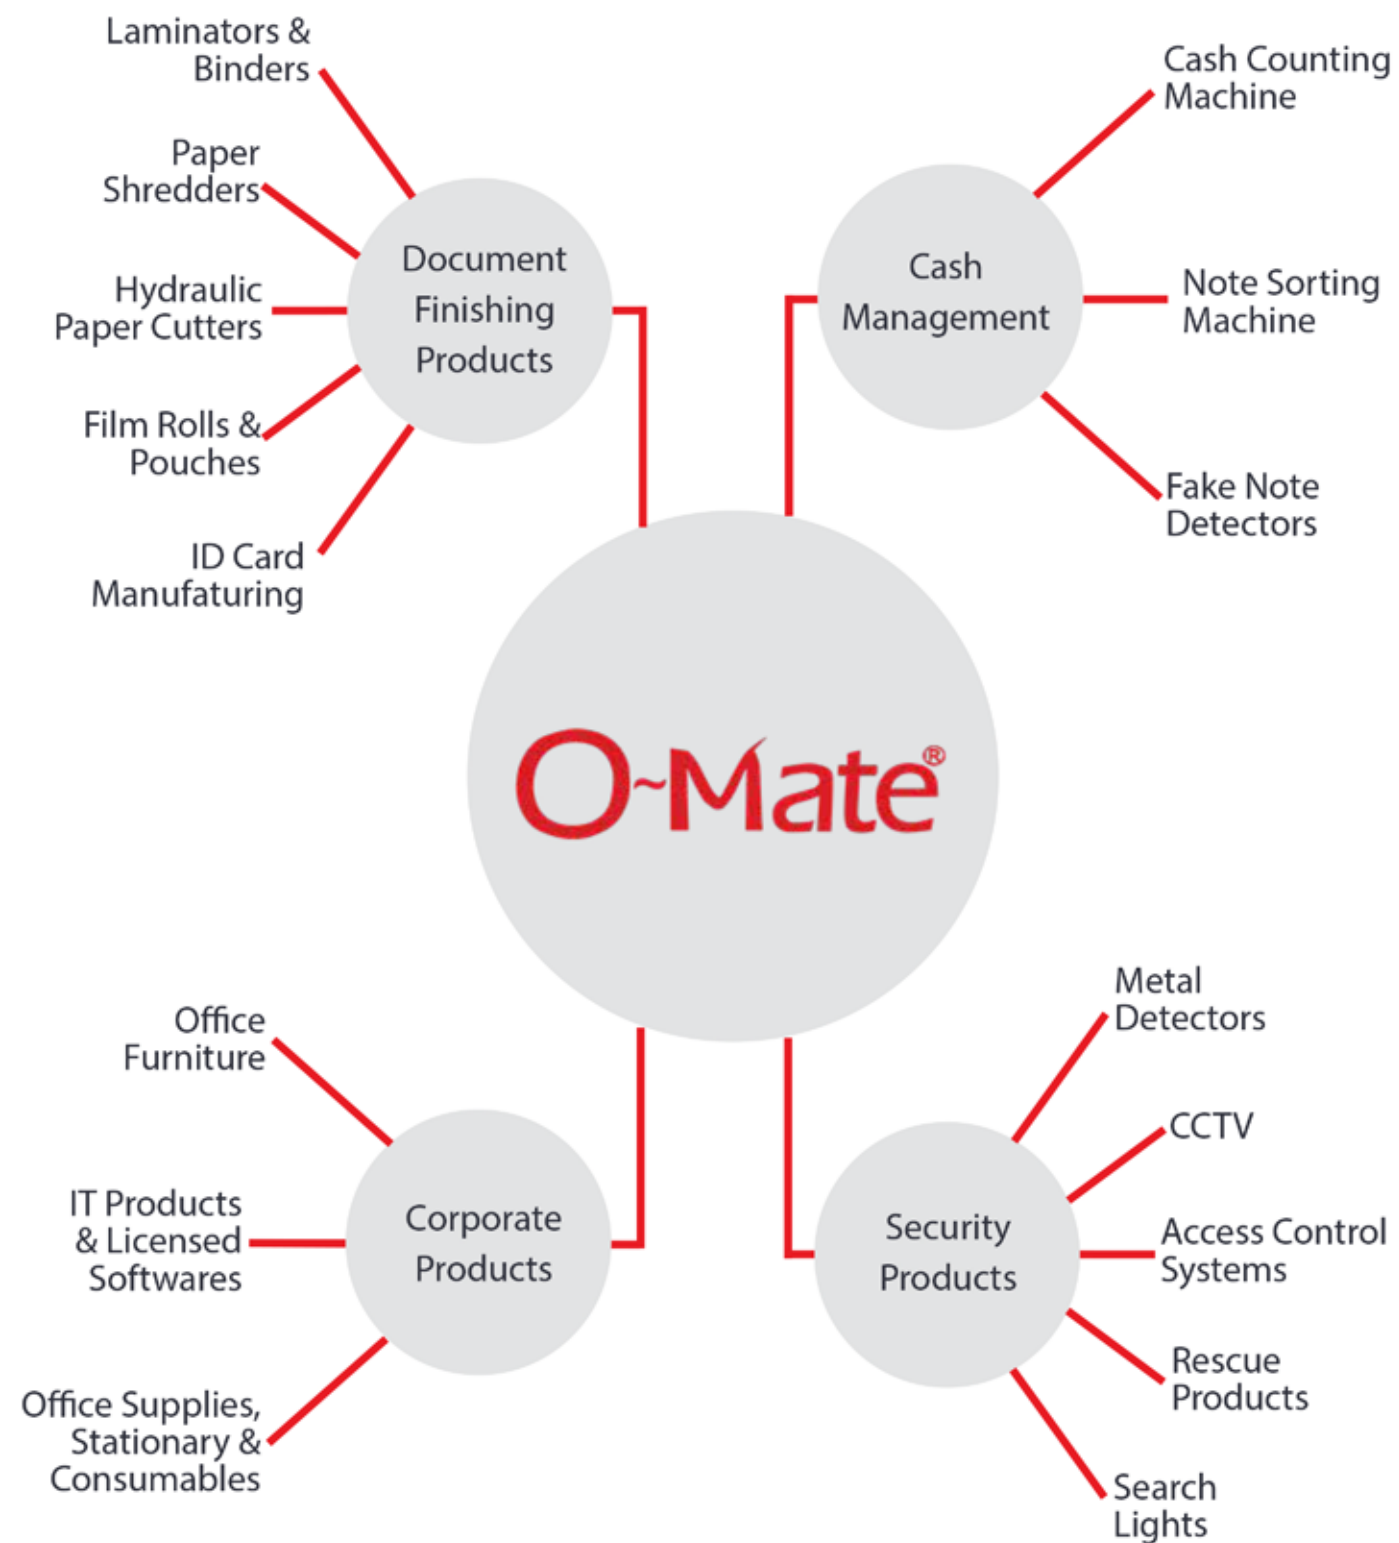 Laminators &
Binders
Paper
Shredders
Hydraulic
Paper Cutters
Film Rolls &
Pouches
ID Card
Manufaturing
Document
Finishing
Products
Cash
Management
Cash Counting
Machine
Note Sorting
Machine
Fake Note
Detectors
O~Mate®
Office
Furniture
IT Products
& Licensed
Softwares
Office Supplies,
Stationary &
Consumables
Corporate
Products
Security
Products
Metal
Detectors
CCTV
Access Control
Systems
Rescue
Products
Search
Lights